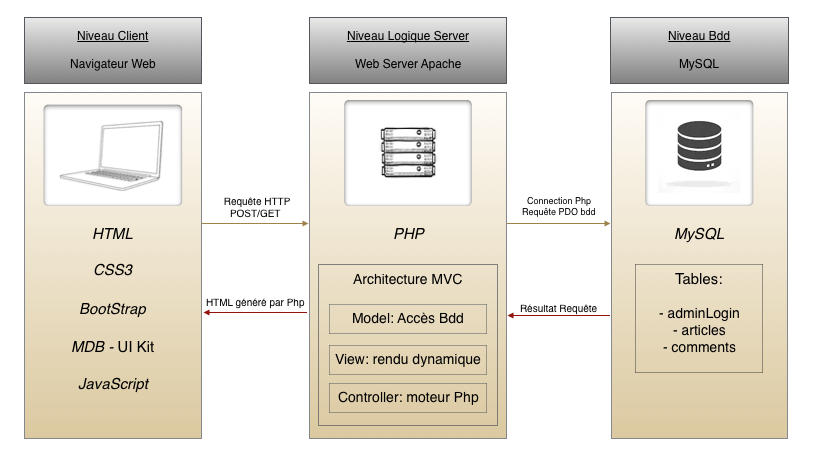 Niveau Client
Navigateur Web
Niveau Logique Server
Web Server Apache
Niveau Bdd
MySQL
HTML
CSS3
BootStrap
MDB - UI Kit
JavaScript
Requête HTTP
POST/GET
HTML généré par Php
PHP
Architecture MVC
Model: Accès Bdd
View: rendu dynamique
Controller: moteur Php
Connection Php
Requête PDO bdd
Résultat Requête
MySQL
Tables:
- adminLogin
- articles
- comments